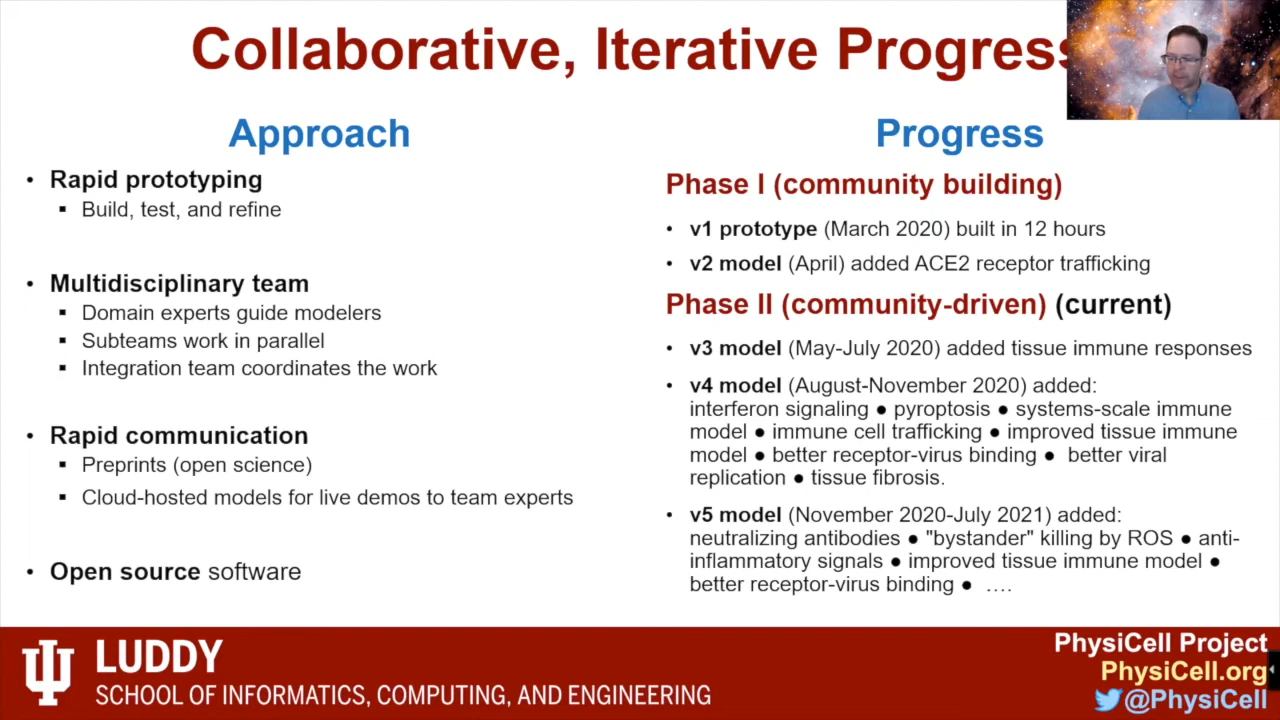 Collaborative, Iterative Progress
Approach
• Rapid prototyping
▪ Build, test, and refine
• Multidisciplinary team
▪ Domain experts guide modelers
▪ Subteams work in parallel
▪ Integration team coordinates the work
• Rapid communication
▪ Preprints (open science)
▪ Cloud-hosted models for live demos to team experts
• Open source software
Progress
Phase I (community building)
• v1 prototype (March 2020) built in 12 hours
• v2 model (April) added ACE2 receptor trafficking
Phase II (community-driven) (current)
• v3 model (May-July 2020) added tissue immune responses
• v4 model (August-November 2020) added:
interferon signaling ● pyroptosis ● systems-scale immune
model ● immune cell trafficking ● improved tissue immune
model ● better receptor-virus binding ● better viral
replication ● tissue fibrosis.
• v5 model (November 2020-July 2021) added:
neutralizing antibodies ● "bystander" killing by ROS ● anti-
inflammatory signals ● improved tissue immune model ●
better receptor-virus binding ● ....
LUDDY
SCHOOL OF INFORMATICS, COMPUTING, AND ENGINEERING
PhysiCell Project
PhysiCell.org
@PhysiCell